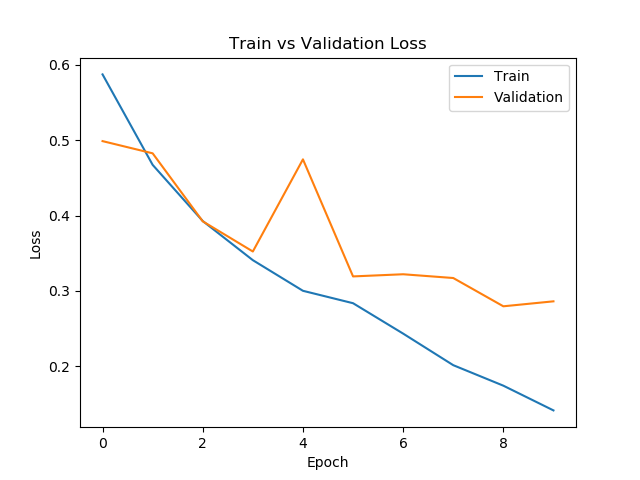 Train vs Validation Loss
Train
Validation
0.6
0.5
0.4
0.3
0.2
Loss
0 2 4 6 8
Epoch